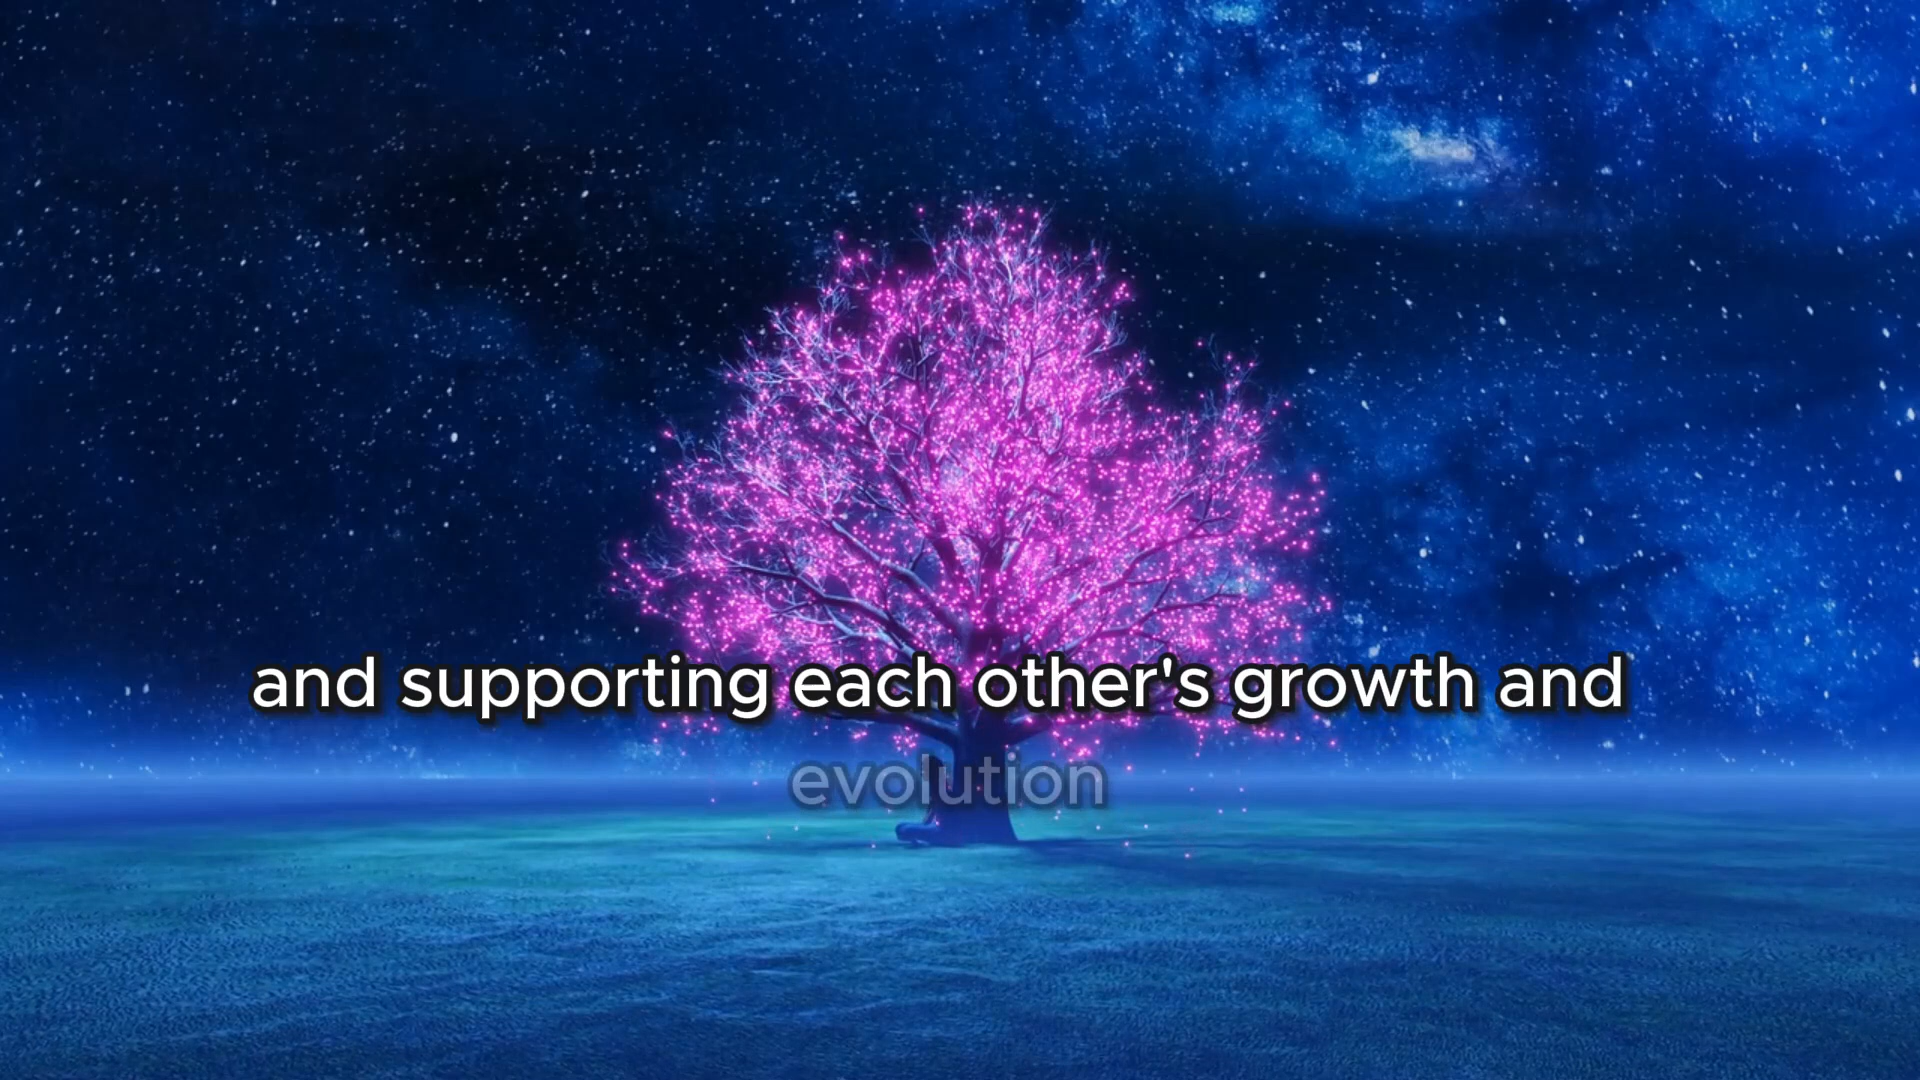 and supporting each other's growth and
evolution